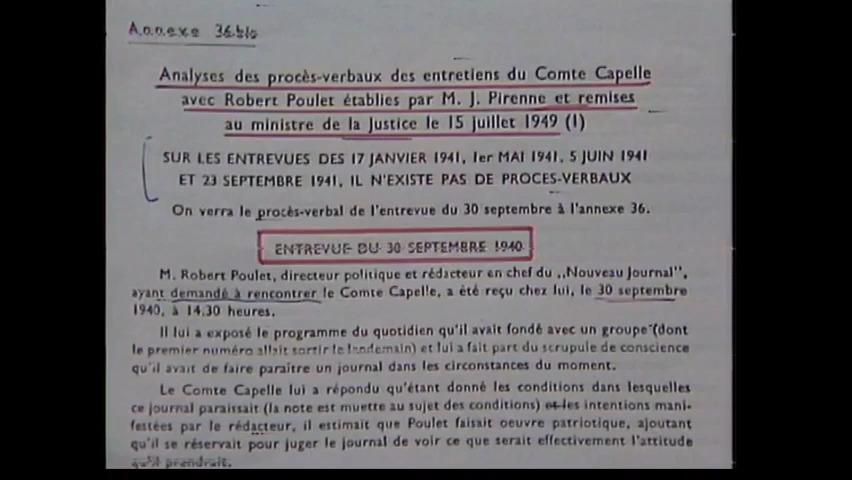 Annexe 36.bis
Analyses des procès-verbaux des entretiens du Comte Capelle
avec Robert Poulet établies par M. J. Pirenne et remises
au ministre de la Justice le 15 juillet 1949 (I)
SUR LES ENTREVUES DES 17 JANVIER 1941, 1er MAI 1941, 5 JUIN 1941
ET 23 SEPTEMBRE 1941, IL N'EXISTE PAS DE PROCES-VERBAUX
On verra le procès-verbal de l'entrevue du 30 septembre à l'annexe 36.
ENTREVUE DU 30 SEPTEMBRE 1940
M. Robert Poulet, directeur politique et rédacteur en chef du „Nouveau Journal",
ayant demandé à rencontrer le Comte Capelle, a été reçu chez lui, le 30 septembre
1940, à 14.30 heures.
Il lui a exposé le programme du quotidien qu'il avait fondé avec un groupe (dont
le premier numéro allait sortir le lendemain) et lui a fait part du scrupule de conscience
qu'il avait de faire paraître un journal dans les circonstances du moment.
Le Comte Capelle lui a répondu qu'étant donné les conditions dans lesquelles
ce journal paraissait (la note est muette au sujet des conditions) et les intentions mani-
festées par le rédacteur, il estimait que Poulet faisait oeuvre patriotique, ajoutant
qu'il se réservait pour juger le journal de voir ce que serait effectivement l'attitude
qu'il prendrait.